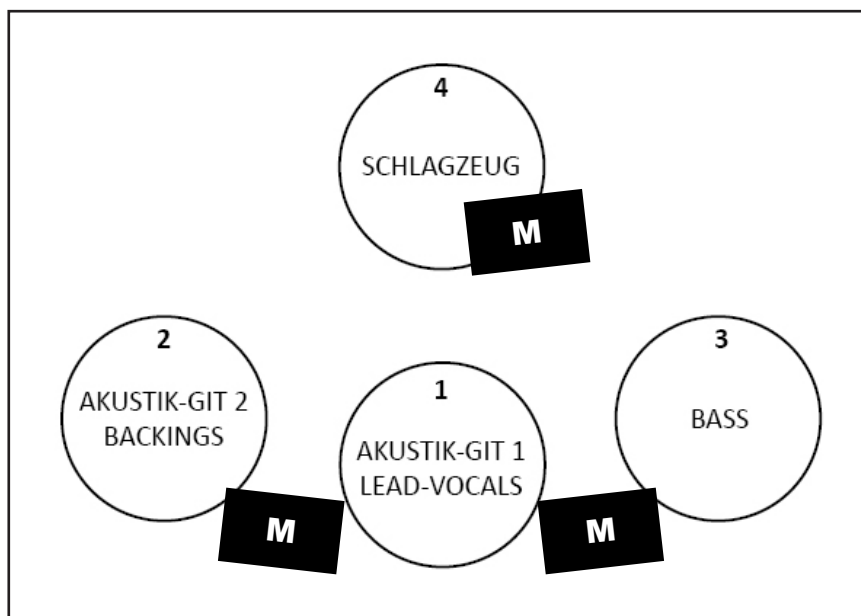 4
SCHLAGZEUG
M
2
AKUSTIK-GIT 2
BACKINGS
M
1
AKUSTIK-GIT 1
LEAD-VOCALS
M
3
BASS